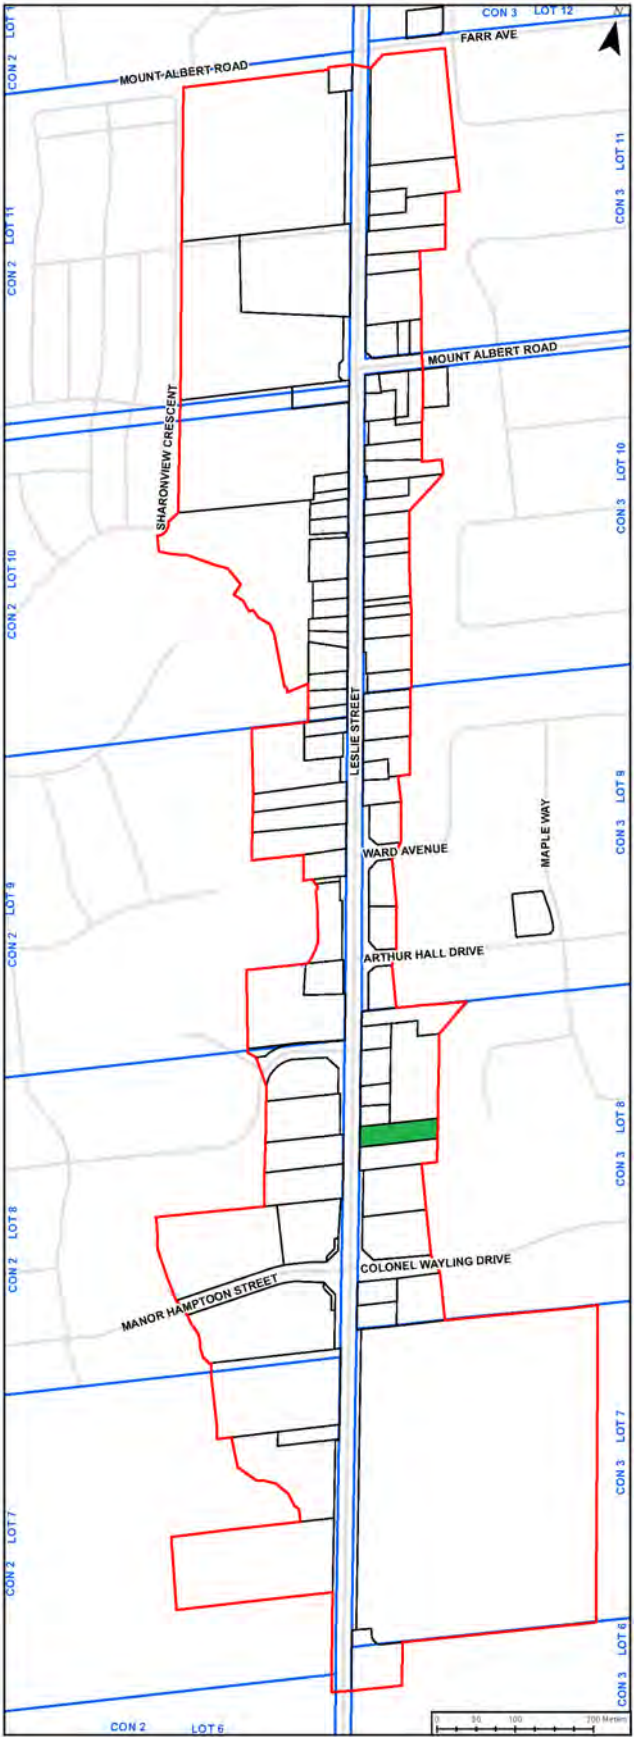 CON 3 LOT 12
N
FARR AVE
MOUNT ALBERT ROAD
CON 2 LOT 1
CON 3 LOT 11
CON 2 LOT 11
MOUNT ALBERT ROAD
SHARONVIEW CRESCENT
CON 3 LOT 10
CON 2 LOT 10
LESLIE STREET
CON 3 LOT 9
MAPLE WAY
WARD AVENUE
CON 2 LOT 9
ARTHUR HALL DRIVE
CON 3 LOT 8
CON 2 LOT 8
COLONEL WAYLING DRIVE
MANOR HAMPTOON STREET
CON 3 LOT 7
CON 2 LOT 7
CON 3 LOT 6
0 50 100 200 Meters
CON 2 LOT 6